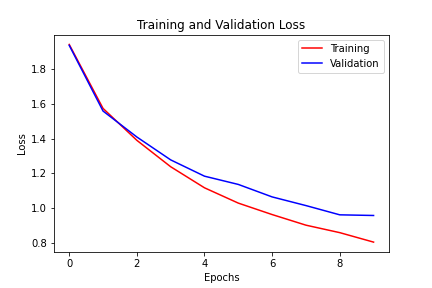 Training and Validation Loss
Training
Validation
Loss
1.8
1.6
1.4
1.2
1.0
0.8
0 2 4 6 8
Epochs